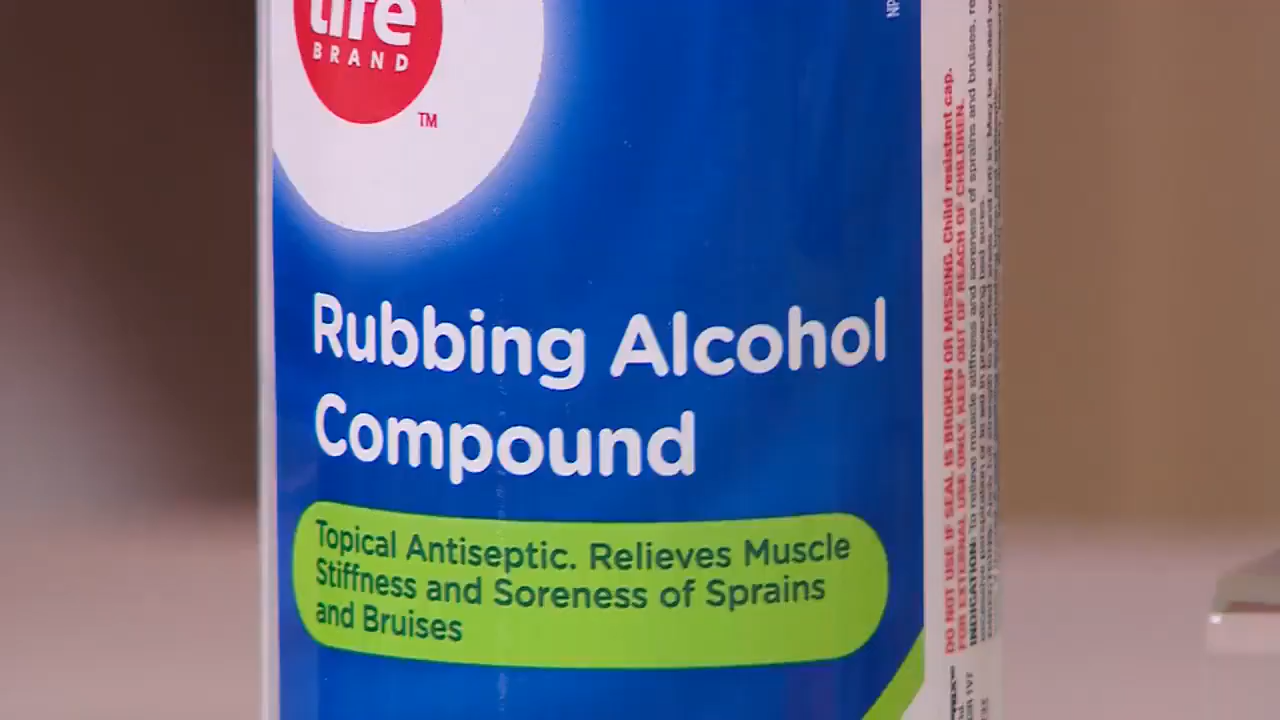 life
BRAND
TM
NP
Rubbing Alcohol
Compound
Topical Antiseptic. Relieves Muscle
Stiffness and Soreness of Sprains
and Bruises
DO NOT USE IF SEAL IS BROKEN OR MISSING. Child resistant cap.
FOR EXTERNAL USE ONLY. KEEP OUT OF REACH OF CHILDREN.
INDICATION: To relieve muscle stiffness and soreness of sprains and bruises, re